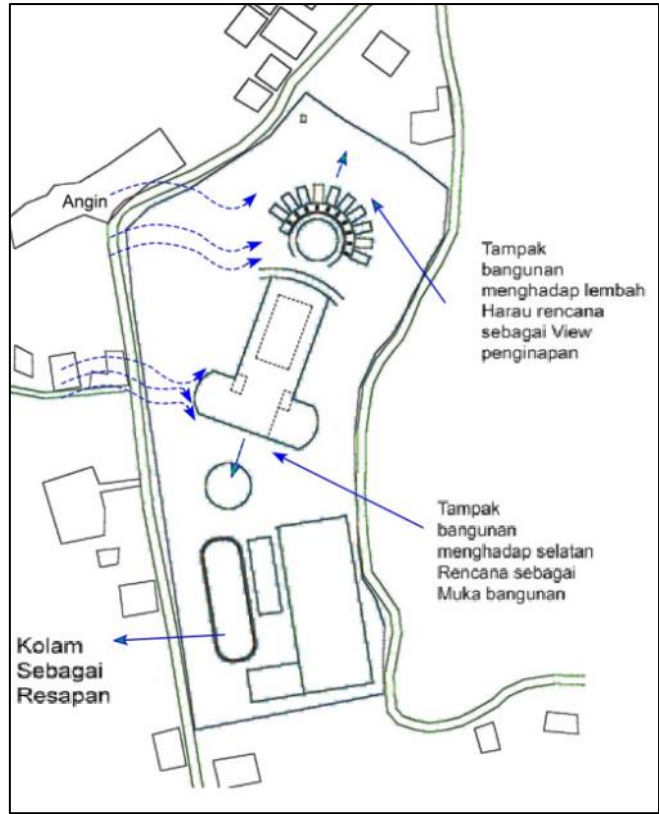 Angin
Tampak
bangunan
menghadap lembah
Harau rencana
sebagai View
penginapan
Tampak
bangunan
menghadap selatan
Rencana sebagai
Muka bangunan
Kolam
Sebagai
Resapan